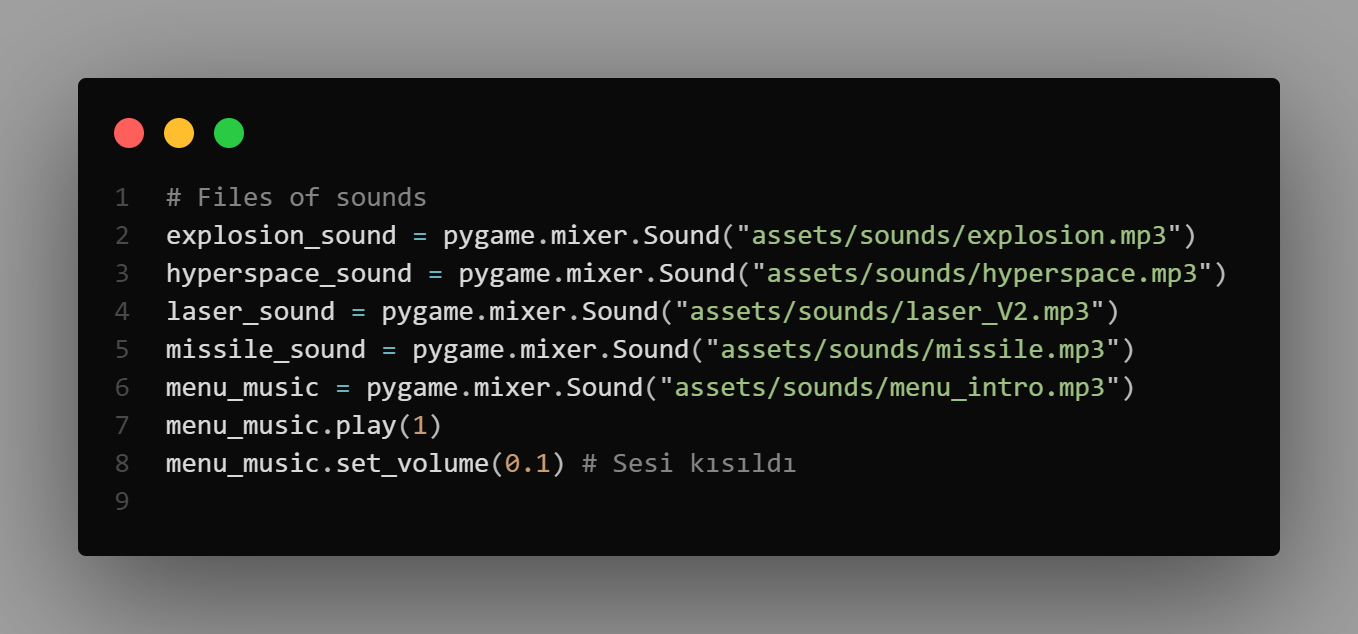 1 # Files of sounds
2 explosion_sound = pygame.mixer.Sound("assets/sounds/explosion.mp3")
3 hyperspace_sound = pygame.mixer.Sound("assets/sounds/hyperspace.mp3")
4 laser_sound = pygame.mixer.Sound("assets/sounds/laser_V2.mp3")
5 missile_sound = pygame.mixer.Sound("assets/sounds/missile.mp3")
6 menu_music = pygame.mixer.Sound("assets/sounds/menu_intro.mp3")
7 menu_music.play(1)
8 menu_music.set_volume(0.1) # Sesi kısıldı
9